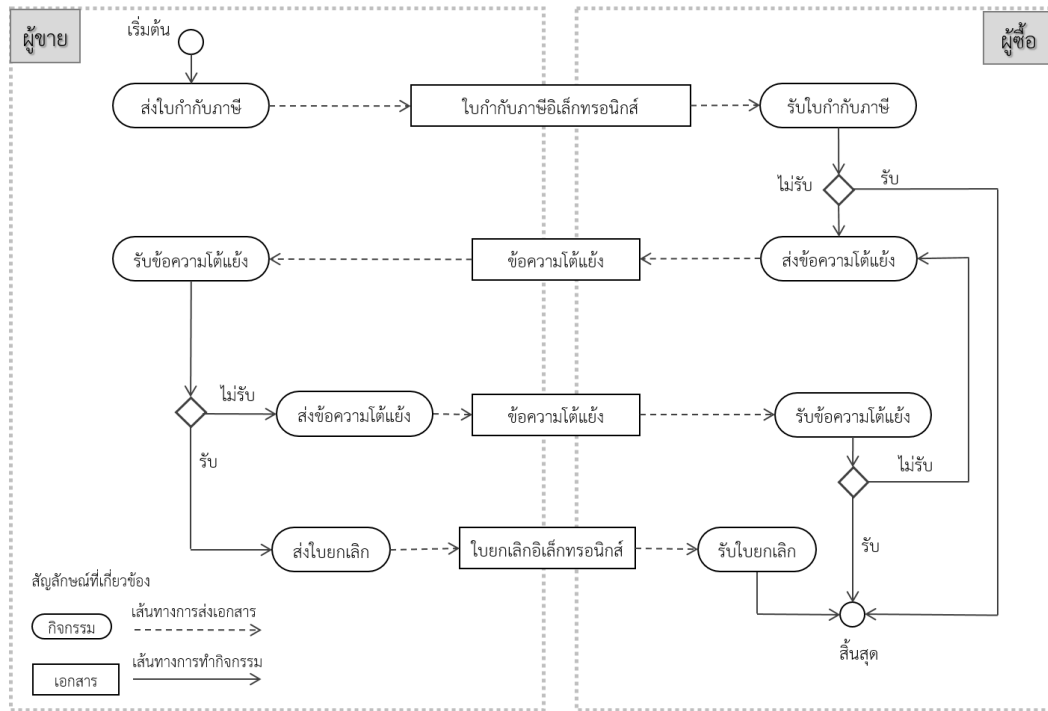 ผู้ขาย
เริ่มต้น
ผู้ซื้อ
ส่งใบกำกับภาษี
ใบกำกับภาษีอิเล็กทรอนิกส์
รับใบกำกับภาษี
ไม่รับ
รับ
รับข้อความโต้แย้ง
ข้อความโต้แย้ง
ส่งข้อความโต้แย้ง
ไม่รับ
ส่งข้อความโต้แย้ง
ข้อความโต้แย้ง
รับข้อความโต้แย้ง
รับ
ไม่รับ
ส่งใบยกเลิก
ใบยกเลิกอิเล็กทรอนิกส์
รับใบยกเลิก
รับ
สัญลักษณ์ที่เกี่ยวข้อง
กิจกรรม
เส้นทางการส่งเอกสาร
เอกสาร
เส้นทางการทำกิจกรรม
สิ้นสุด